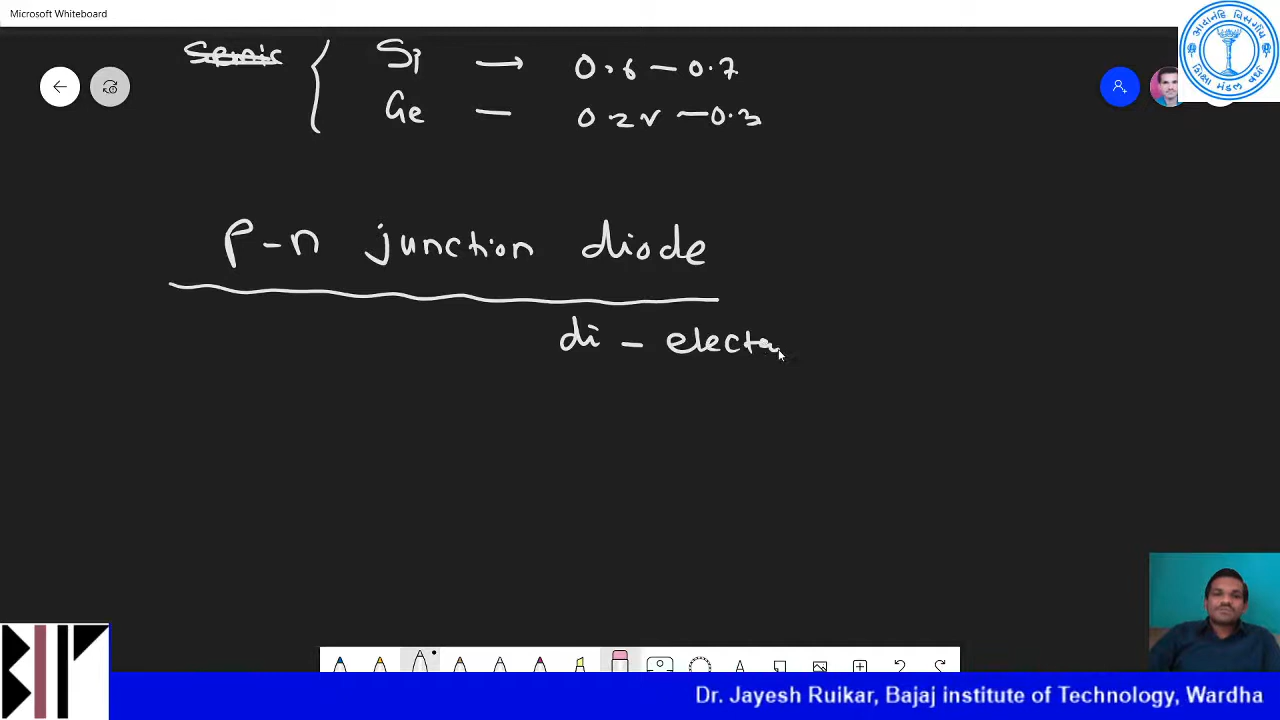 Microsoft Whiteboard
Si → 0.6 – 0.7
Ge – 0.2V – 0.3
P-n junction diode
di – electr
Dr. Jayesh Ruikar, Bajaj institute of Technology, Wardha